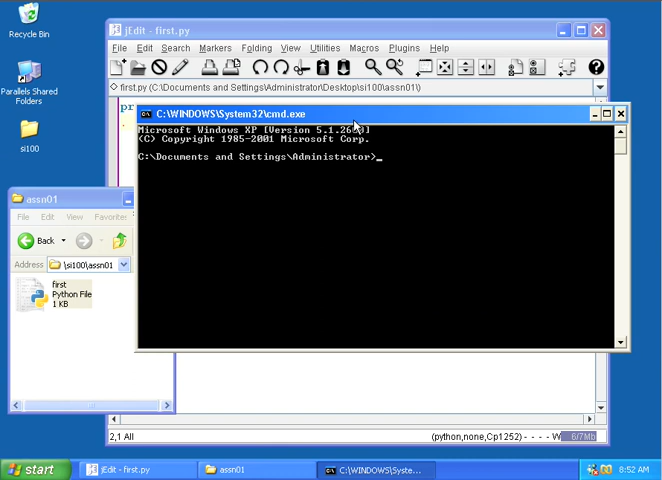 Recycle Bin
Parallels Shared
Folders
si100
jEdit - first.py
File Edit Search Markers Folding View Utilities Macros Plugins Help
first.py (C:\Documents and Settings\Administrator\Desktop\si100\assn01\)
pr
C:\WINDOWS\System32\cmd.exe
Microsoft Windows XP [Version 5.1.2600]
(C) Copyright 1985-2001 Microsoft Corp.
C:\Documents and Settings\Administrator>_
assn01
File Edit View Favorites
Back
Address \si100\assn01
first
Python File
1 KB
2,1 All
(python,none,Cp1252) - - - - W 6/7Mb
start
jEdit - first.py
assn01
C:\WINDOWS\Syste...
8:52 AM